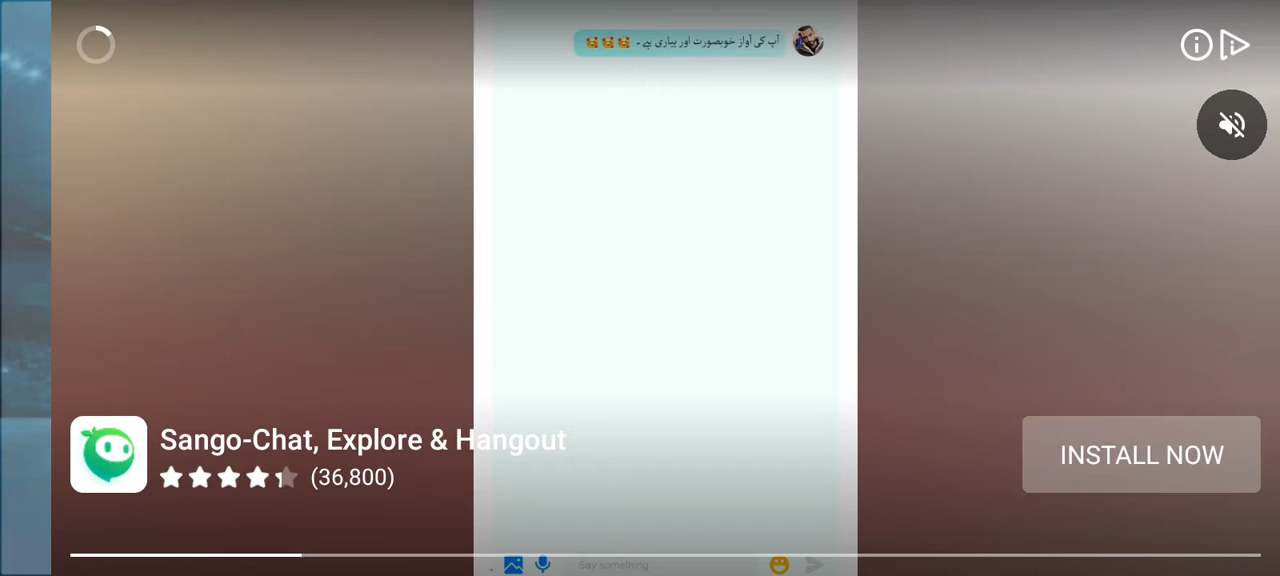 آپ کی آواز خوبصورت اور پیاری ہے۔ 🥰🥰🥰
Sango-Chat, Explore & Hangout
(36,800)
INSTALL NOW
Say something...